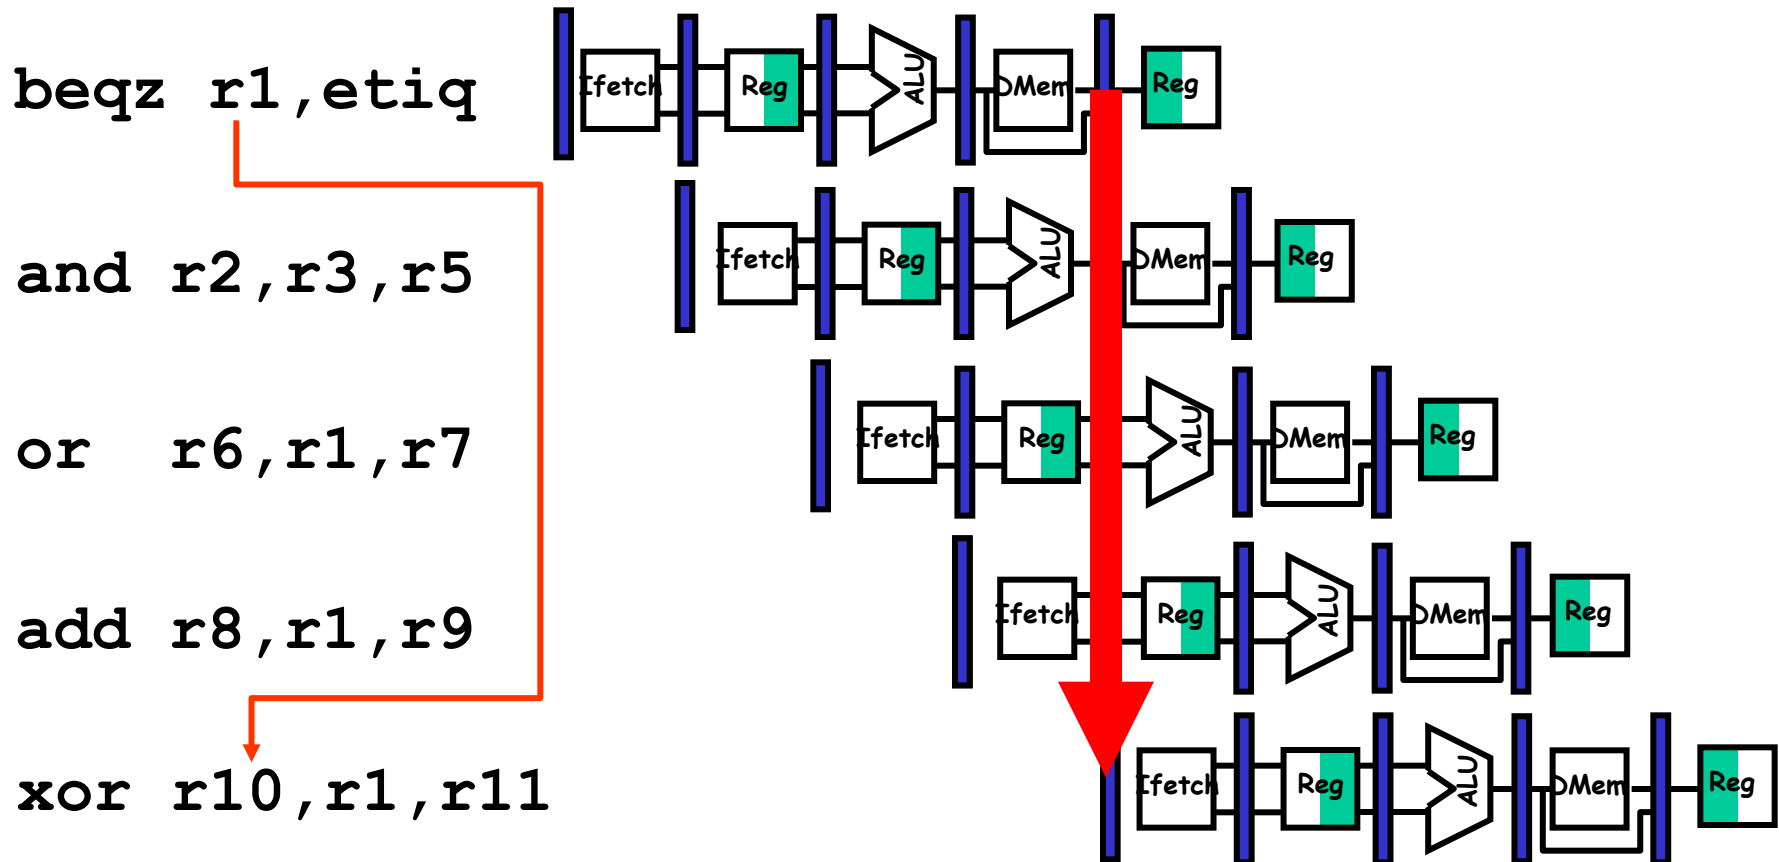 beqz r1,etiq Ifetch Reg ALU DMem Reg
and r2,r3,r5 Ifetch Reg ALU DMem Reg
or r6,r1,r7 Ifetch Reg ALU DMem Reg
add r8,r1,r9 Ifetch Reg ALU DMem Reg
xor r10,r1,r11 Ifetch Reg ALU DMem Reg